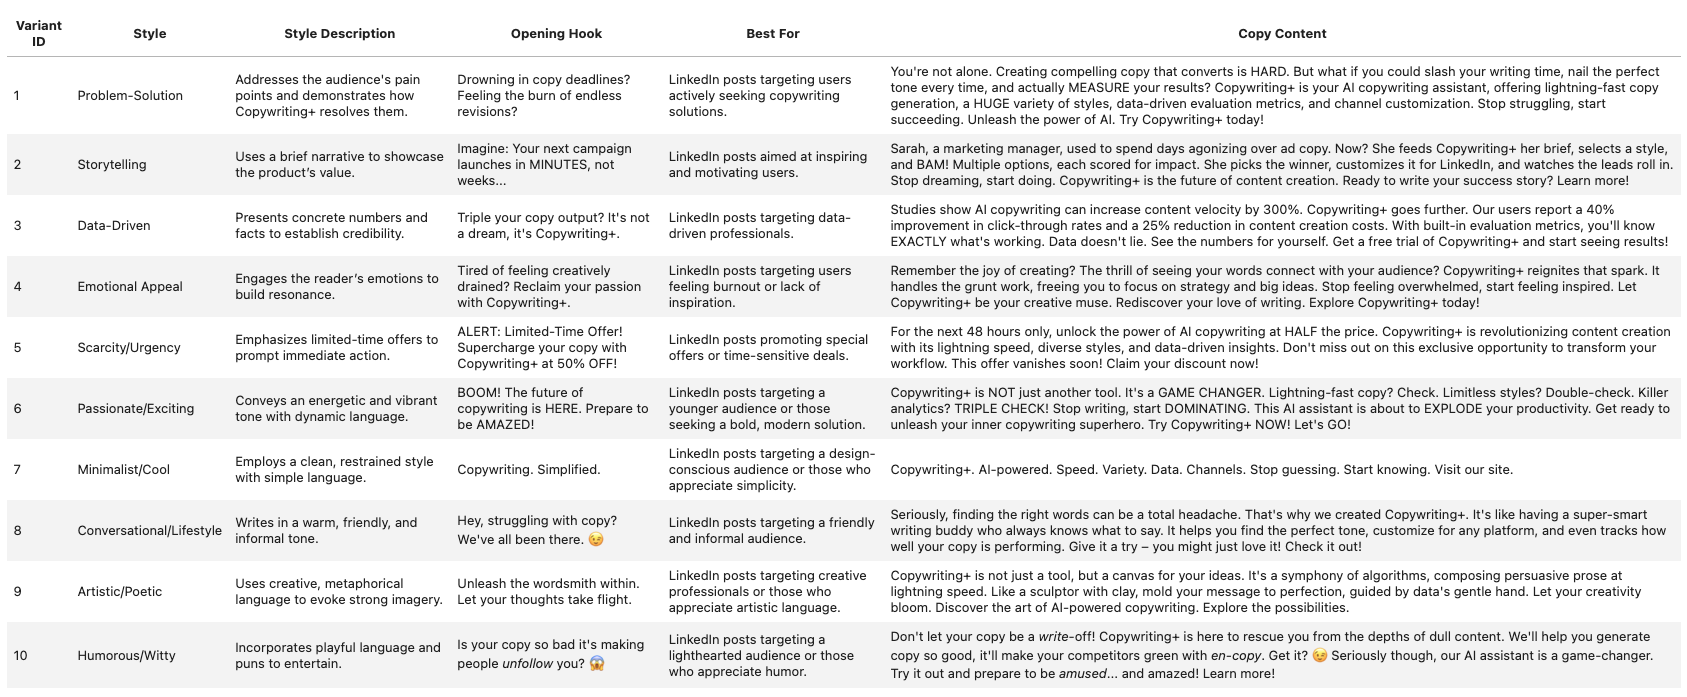 Variant ID
Style
Style Description
Opening Hook
Best For
Copy Content
1
Problem-Solution
Addresses the audience's pain
points and demonstrates how
Copywriting+ resolves them.
Drowning in copy deadlines?
Feeling the burn of endless
revisions?
LinkedIn posts targeting users
actively seeking copywriting
solutions.
You're not alone. Creating compelling copy that converts is HARD. But what if you could slash your writing time, nail the perfect
tone every time, and actually MEASURE your results? Copywriting+ is your AI copywriting assistant, offering lightning-fast copy
generation, a HUGE variety of styles, data-driven evaluation metrics, and channel customization. Stop struggling, start
succeeding. Unleash the power of AI. Try Copywriting+ today!
2
Storytelling
Uses a brief narrative to showcase
the product’s value.
Imagine: Your next campaign
launches in MINUTES, not
weeks...
LinkedIn posts aimed at inspiring
and motivating users.
Sarah, a marketing manager, used to spend days agonizing over ad copy. Now? She feeds Copywriting+ her brief, selects a style,
and BAM! Multiple options, each scored for impact. She picks the winner, customizes it for LinkedIn, and watches the leads roll in.
Stop dreaming, start doing. Copywriting+ is the future of content creation. Ready to write your success story? Learn more!
3
Data-Driven
Presents concrete numbers and
facts to establish credibility.
Triple your copy output? It's not
a dream, it's Copywriting+.
LinkedIn posts targeting data-
driven professionals.
Studies show AI copywriting can increase content velocity by 300%. Copywriting+ goes further. Our users report a 40%
improvement in click-through rates and a 25% reduction in content creation costs. With built-in evaluation metrics, you'll know
EXACTLY what's working. Data doesn't lie. See the numbers for yourself. Get a free trial of Copywriting+ and start seeing results!
4
Emotional Appeal
Engages the reader’s emotions to
build resonance.
Tired of feeling creatively
drained? Reclaim your passion
with Copywriting+.
LinkedIn posts targeting users
feeling burnout or lack of
inspiration.
Remember the joy of creating? The thrill of seeing your words connect with your audience? Copywriting+ reignites that spark. It
handles the grunt work, freeing you to focus on strategy and big ideas. Stop feeling overwhelmed, start feeling inspired. Let
Copywriting+ be your creative muse. Rediscover your love of writing. Explore Copywriting+ today!
5
Scarcity/Urgency
Emphasizes limited-time offers to
prompt immediate action.
ALERT: Limited-Time Offer!
Supercharge your copy with
Copywriting+ at 50% OFF!
LinkedIn posts promoting special
offers or time-sensitive deals.
For the next 48 hours only, unlock the power of AI copywriting at HALF the price. Copywriting+ is revolutionizing content creation
with its lightning speed, diverse styles, and data-driven insights. Don't miss out on this exclusive opportunity to transform your
workflow. This offer vanishes soon! Claim your discount now!
6
Passionate/Exciting
Conveys an energetic and vibrant
tone with dynamic language.
BOOM! The future of
copywriting is HERE. Prepare to
be AMAZED!
LinkedIn posts targeting a
younger audience or those
seeking a bold, modern solution.
Copywriting+ is NOT just another tool. It's a GAME CHANGER. Lightning-fast copy? Check. Limitless styles? Double-check. Killer
analytics? TRIPLE CHECK! Stop writing, start DOMINATING. This AI assistant is about to EXPLODE your productivity. Get ready to
unleash your inner copywriting superhero. Try Copywriting+ NOW! Let's GO!
7
Minimalist/Cool
Employs a clean, restrained style
with simple language.
Copywriting. Simplified.
LinkedIn posts targeting a design-
conscious audience or those who
appreciate simplicity.
Copywriting+. AI-powered. Speed. Variety. Data. Channels. Stop guessing. Start knowing. Visit our site.
8
Conversational/Lifestyle
Writes in a warm, friendly, and
informal tone.
Hey, struggling with copy?
We've all been there. 😉
LinkedIn posts targeting a friendly
and informal audience.
Seriously, finding the right words can be a total headache. That's why we created Copywriting+. It's like having a super-smart
writing buddy who always knows what to say. It helps you find the perfect tone, customize for any platform, and even tracks how
well your copy is performing. Give it a try – you might just love it! Check it out!
9
Artistic/Poetic
Uses creative, metaphorical
language to evoke strong imagery.
Unleash the wordsmith within.
Let your thoughts take flight.
LinkedIn posts targeting creative
professionals or those who
appreciate artistic language.
Copywriting+ is not just a tool, but a canvas for your ideas. It's a symphony of algorithms, composing persuasive prose at
lightning speed. Like a sculptor with clay, mold your message to perfection, guided by data's gentle hand. Let your creativity
bloom. Discover the art of AI-powered copywriting. Explore the possibilities.
10
Humorous/Witty
Incorporates playful language and
puns to entertain.
Is your copy so bad it's making
people unfollow you? 😱
LinkedIn posts targeting a
lighthearted audience or those
who appreciate humor.
Don't let your copy be a write-off! Copywriting+ is here to rescue you from the depths of dull content. We'll help you generate
copy so good, it'll make your competitors green with en-copy. Get it? 😉 Seriously though, our AI assistant is a game-changer.
Try it out and prepare to be amused... and amazed! Learn more!